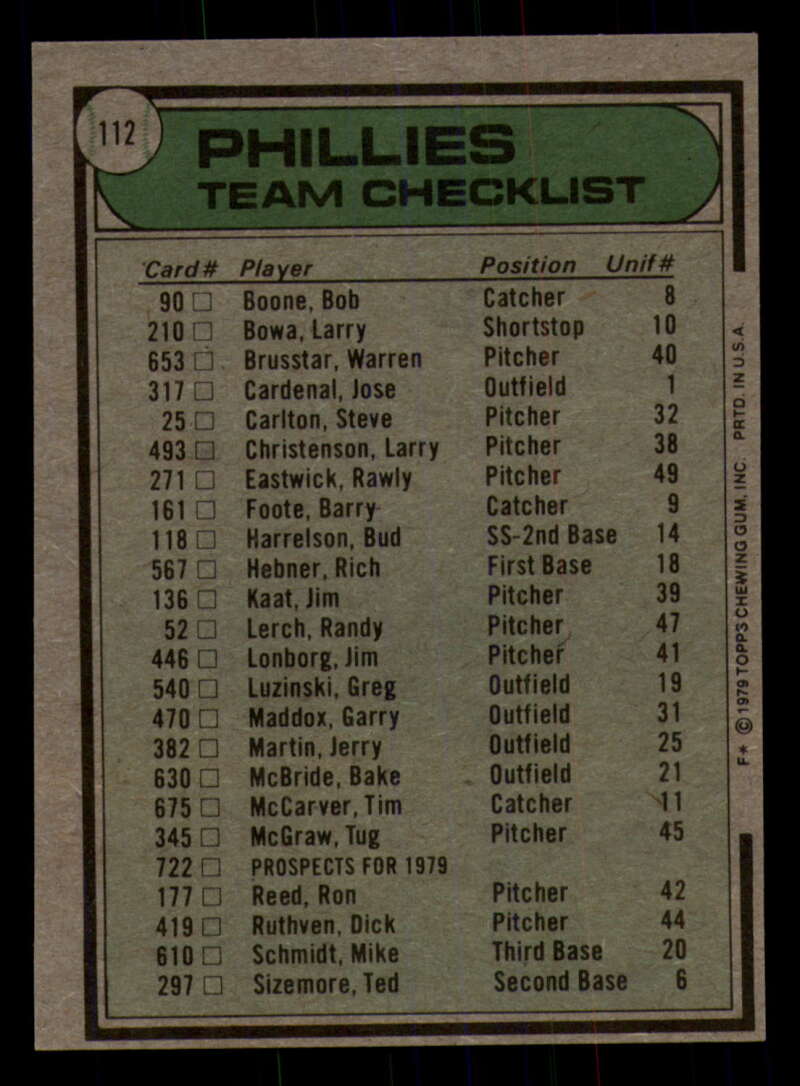 112
PHILLIES
TEAM CHECKLIST
Card# Player Position Unif#
90 □ Boone, Bob Catcher 8
210 □ Bowa, Larry Shortstop 10
653 □ Brusstar, Warren Pitcher 40
317 □ Cardenal, Jose Outfield 1
25 □ Carlton, Steve Pitcher 32
493 □ Christenson, Larry Pitcher 38
271 □ Eastwick, Rawly Pitcher 49
161 □ Foote, Barry Catcher 9
118 □ Harrelson, Bud SS-2nd Base 14
567 □ Hebner, Rich First Base 18
136 □ Kaat, Jim Pitcher 39
52 □ Lerch, Randy Pitcher 47
446 □ Lonborg, Jim Pitcher 41
540 □ Luzinski, Greg Outfield 19
470 □ Maddox, Garry Outfield 31
382 □ Martin, Jerry Outfield 25
630 □ McBride, Bake Outfield 21
675 □ McCarver, Tim Catcher 11
345 □ McGraw, Tug Pitcher 45
722 □ PROSPECTS FOR 1979
177 □ Reed, Ron Pitcher 42
419 □ Ruthven, Dick Pitcher 44
610 □ Schmidt, Mike Third Base 20
297 □ Sizemore, Ted Second Base 6
F* © 1979 TOPPS CHEWING GUM, INC. PRTD. IN U.S.A.